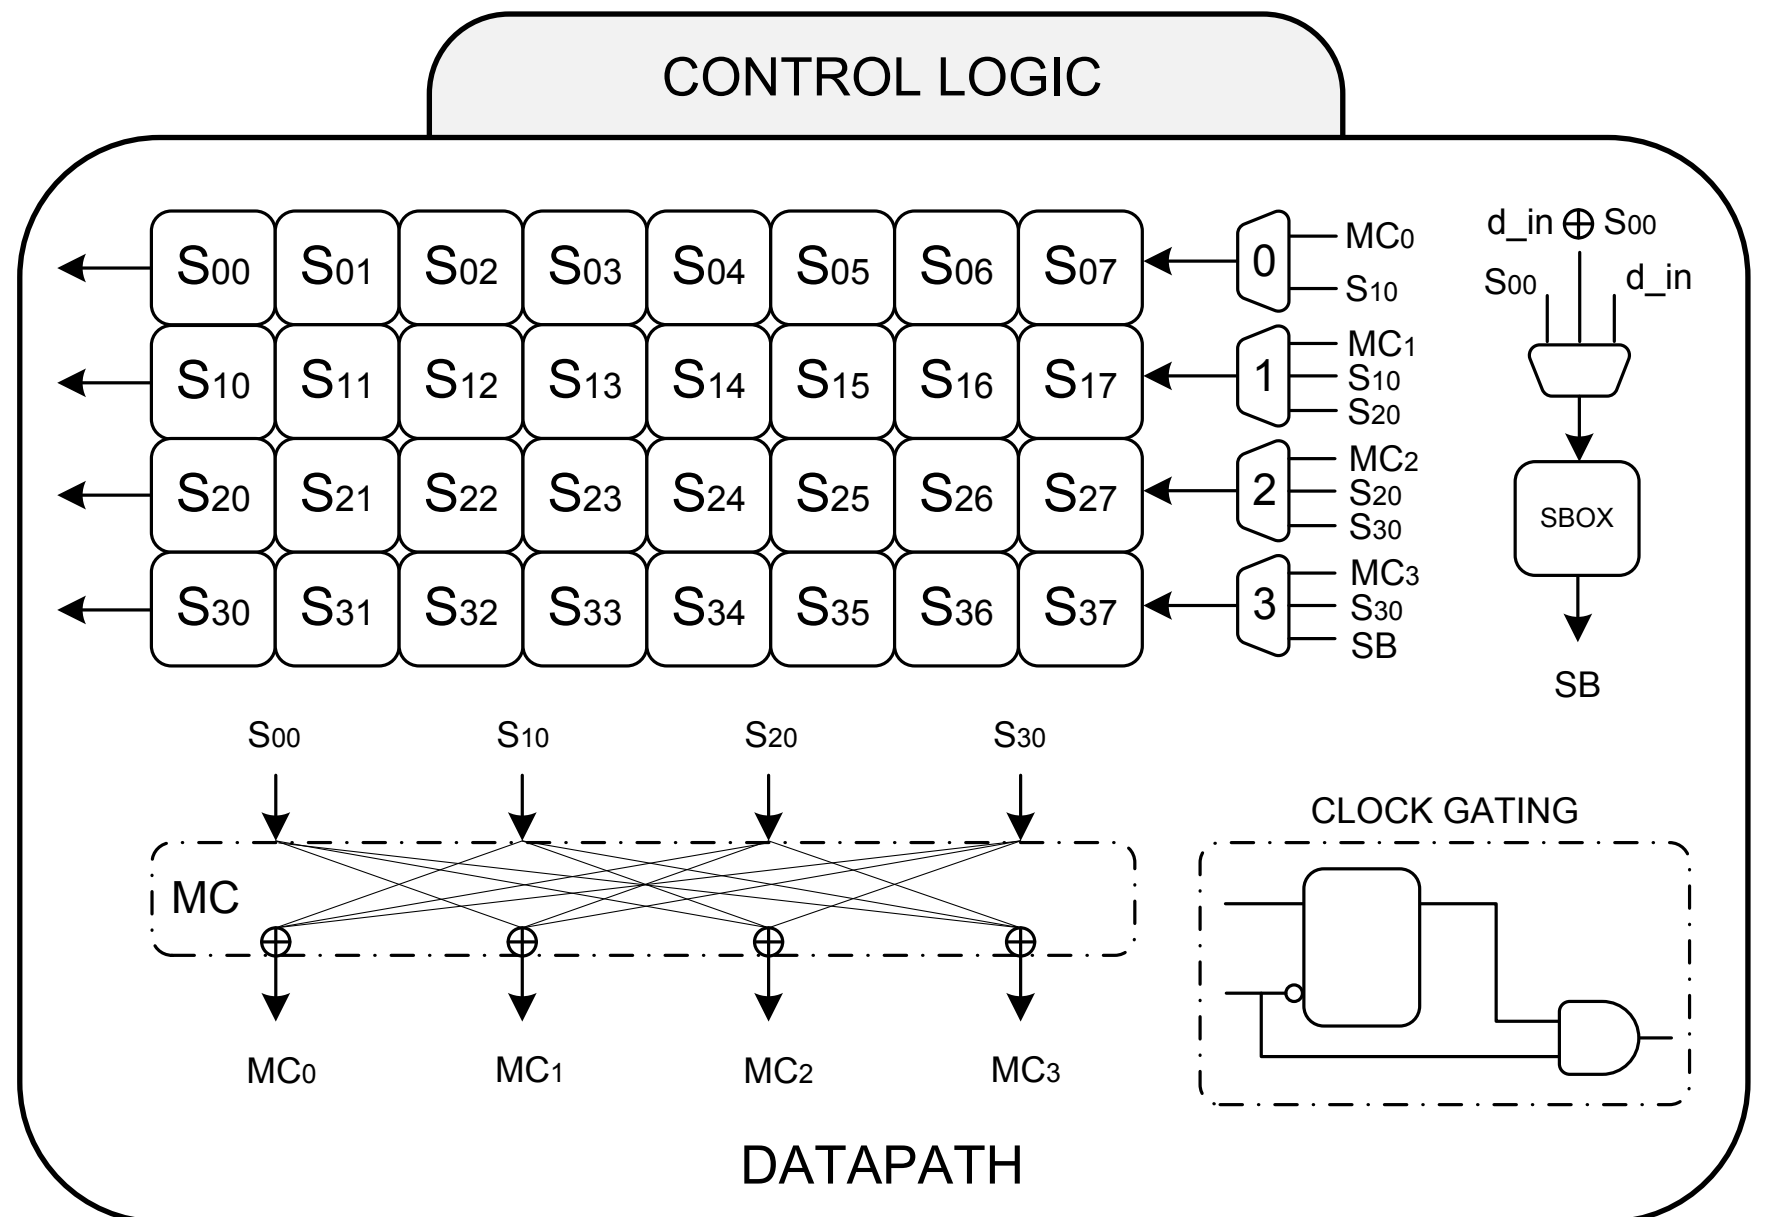 CONTROL LOGIC
S00 S01 S02 S03 S04 S05 S06 S07
S10 S11 S12 S13 S14 S15 S16 S17
S20 S21 S22 S23 S24 S25 S26 S27
S30 S31 S32 S33 S34 S35 S36 S37
0
MC0
S10
1
MC1
S10
S20
2
MC2
S20
S30
3
MC3
S30
SB
d_in ⊕ S00
S00
d_in
SBOX
SB
S00 S10 S20 S30
MC
MC0 MC1 MC2 MC3
CLOCK GATING
DATAPATH